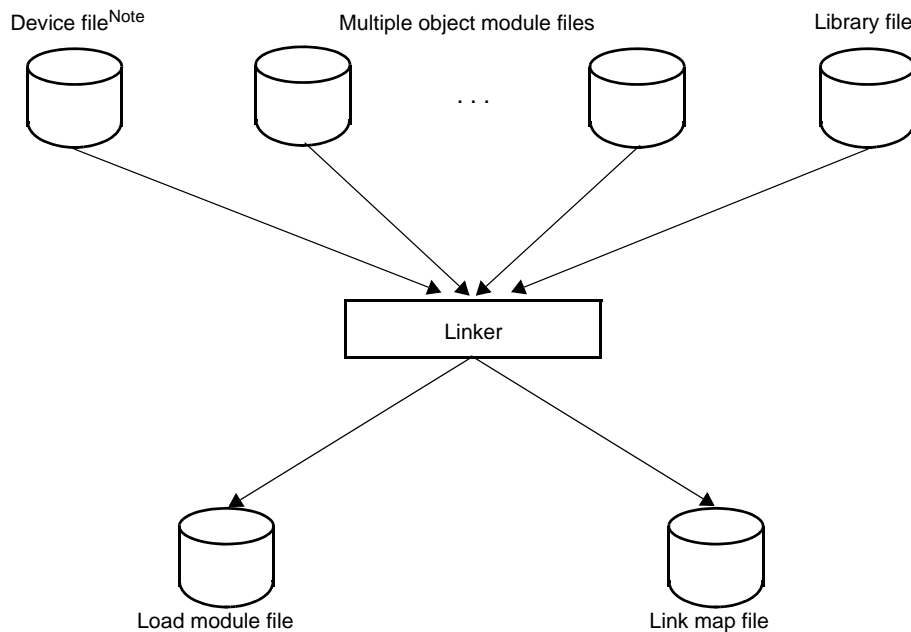 Device fileNote
Multiple object module files
Library file
. . .
Linker
Load module file
Link map file